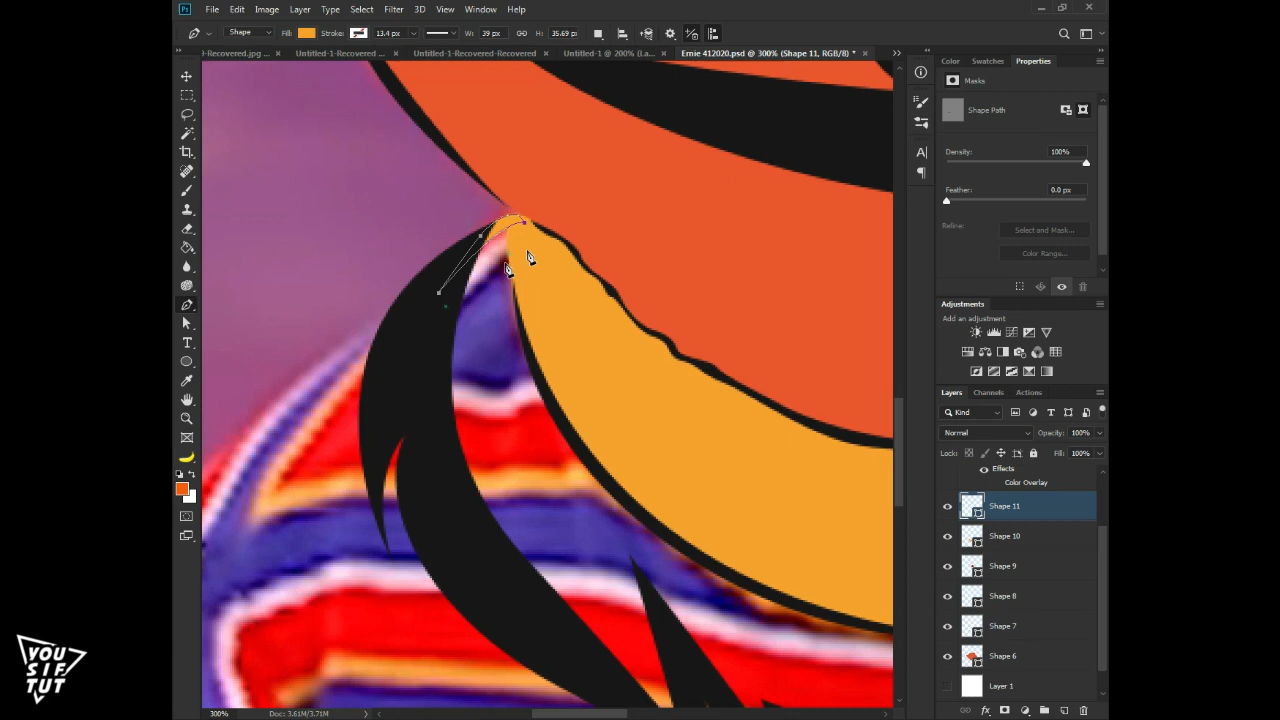 Ps File Edit Image Layer Type Select Filter 3D View Window Help
Shape Fill: Stroke: 13.4 px W: 39 px H: 35.69 px
-Recovered.jpg ... × Untitled-1-Recovered ... × Untitled-1-Recovered-Recovered × Untitled-1 @ 200% (La... × Ernie 412020.psd @ 300% (Shape 11, RGB/8) * ×
Color Swatches Properties
Masks
Shape Path
Density: 100%
Feather: 0.0 px
Refine: Select and Mask...
Color Range...
Adjustments
Add an adjustment
Layers Channels Actions
Kind
Normal Opacity: 100%
Lock: Fill: 100%
Effects
Color Overlay
Shape 11
Shape 10
Shape 9
Shape 8
Shape 7
Shape 6
Layer 1
YOU
SIF
TUT
300% Doc: 3.61M/3.71M
fx